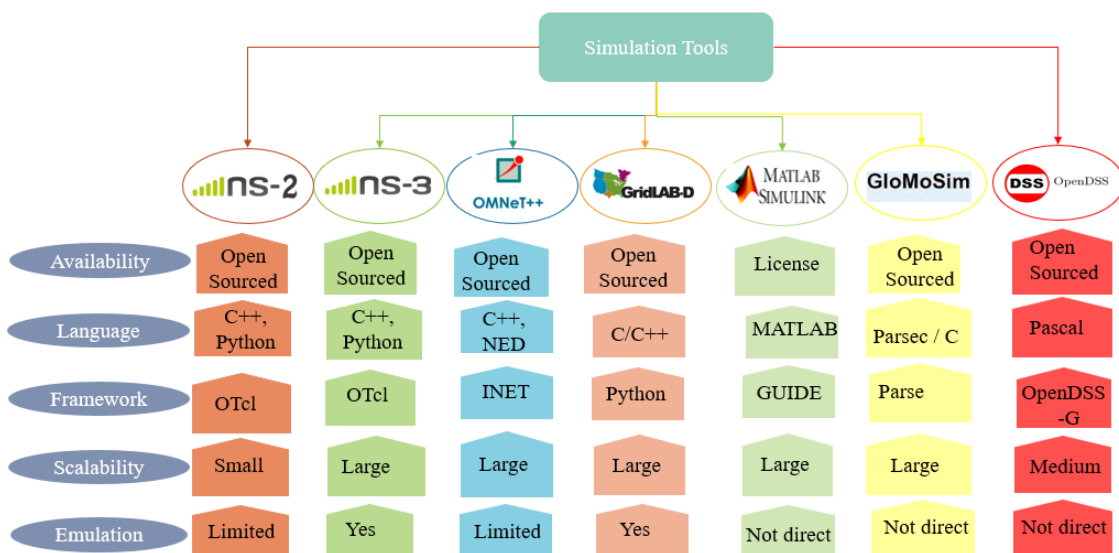 Simulation Tools
ns-2
ns-3
OMNeT++
GridLAB-D
MATLAB
SIMULINK
GloMoSim
DSS
OpenDSS
Availability
Open
Sourced
Open
Sourced
Open
Sourced
Open
Sourced
License
Open
Sourced
Open
Sourced
Language
C++,
Python
C++,
Python
C++,
NED
C/C++
MATLAB
Parsec / C
Pascal
Framework
OTcl
OTcl
INET
Python
GUIDE
Parse
OpenDSS
-G
Scalability
Small
Large
Large
Large
Large
Large
Medium
Emulation
Limited
Yes
Limited
Yes
Not direct
Not direct
Not direct